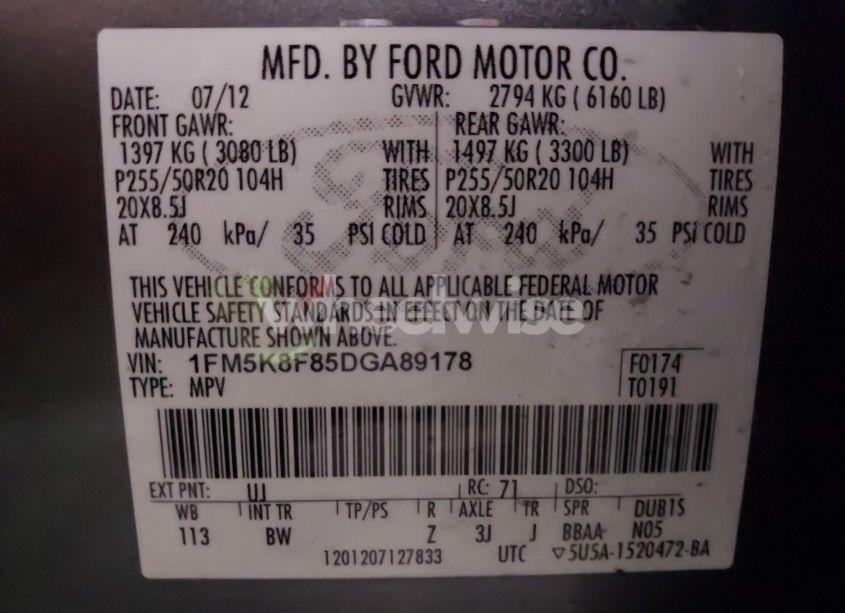 MFD. BY FORD MOTOR CO.
DATE: 07/12 GVWR: 2794 KG ( 6160 LB)
FRONT GAWR: REAR GAWR:
1397 KG ( 3080 LB) WITH 1497 KG ( 3300 LB) WITH
P255/50R20 104H TIRES P255/50R20 104H TIRES
20X8.5J RIMS 20X8.5J RIMS
AT 240 kPa/ 35 PSI COLD AT 240 kPa/ 35 PSI COLD
THIS VEHICLE CONFORMS TO ALL APPLICABLE FEDERAL MOTOR
VEHICLE SAFETY STANDARDS IN EFFECT ON THE DATE OF
MANUFACTURE SHOWN ABOVE.
wheelwise
VIN: 1FM5K8F85DGA89178 F0174
TYPE: MPV T0191
EXT PNT: UJ RC: 71 DSO:
WB INT TR TP/PS R AXLE TR SPR DUB1S
113 BW Z 3J J BBAA N05
1201207127833 UTC ▽5U5A-1520472-BA